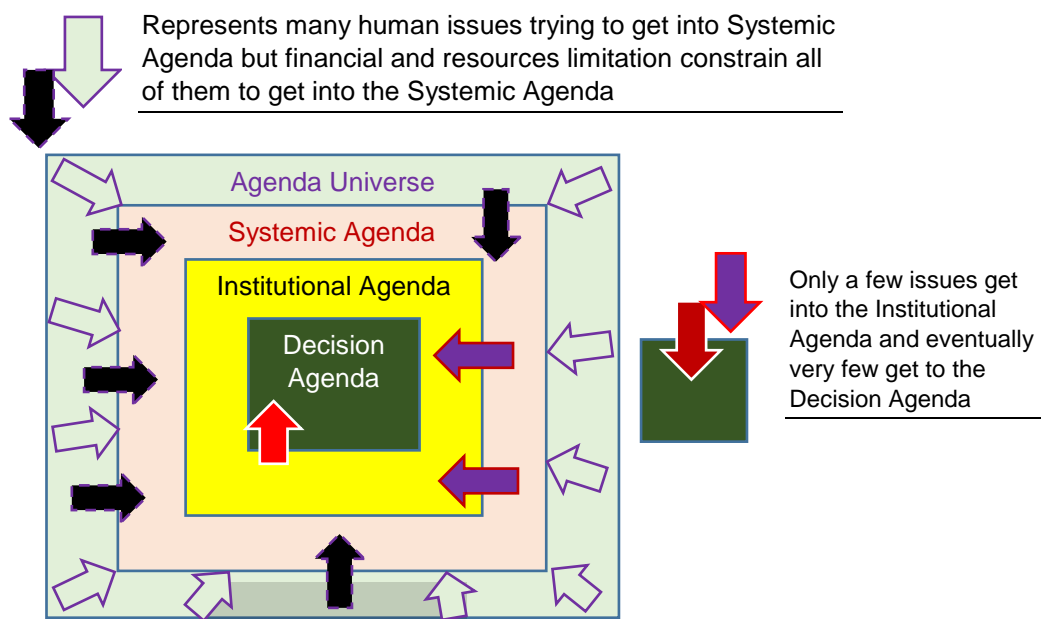 Represents many human issues trying to get into Systemic
Agenda but financial and resources limitation constrain all
of them to get into the Systemic Agenda
Agenda Universe
Systemic Agenda
Institutional Agenda
Decision
Agenda
Only a few issues get
into the Institutional
Agenda and eventually
very few get to the
Decision Agenda